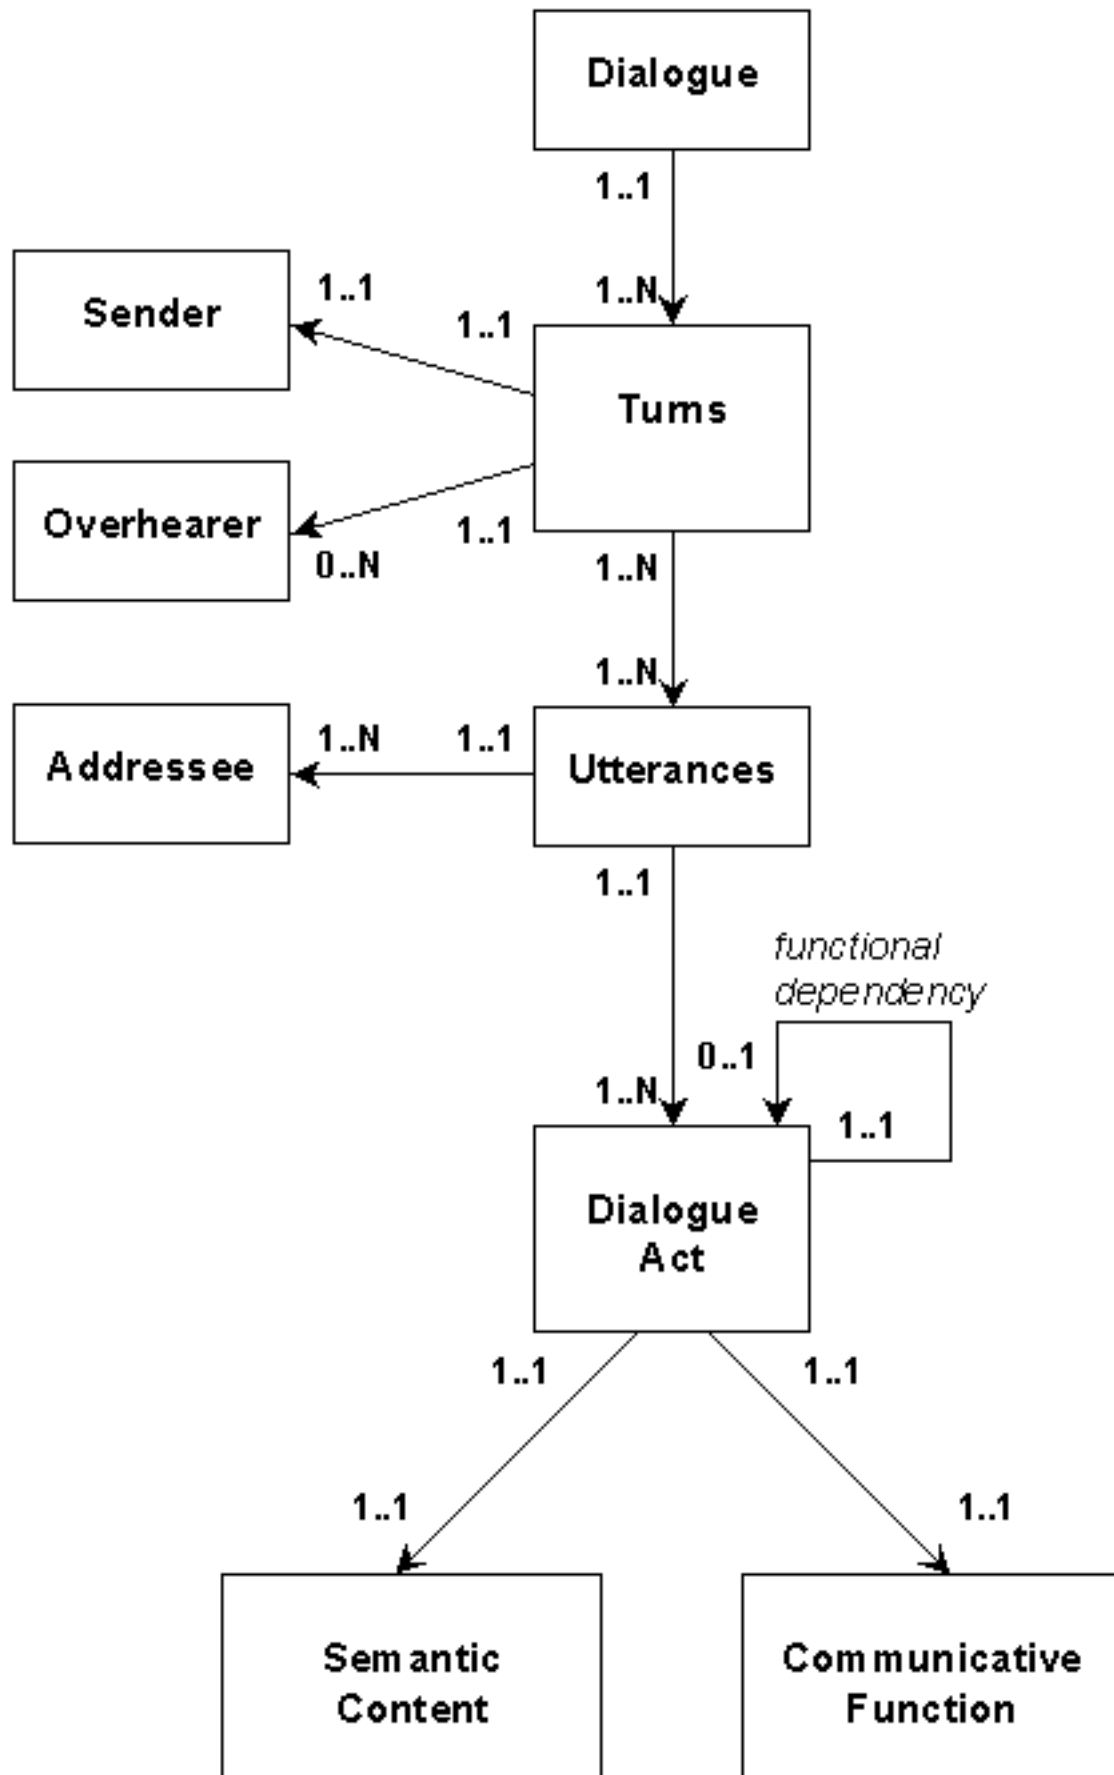 Dialogue
1..1
1..N
Sender
1..1
1..1
Turns
Overhearer
0..N
1..1
1..N
1..N
Addressee
1..N
1..1
Utterances
1..1
functional
dependency
0..1
1..N
1..1
Dialogue
Act
1..1
1..1
1..1
1..1
Semantic
Content
Communicative
Function